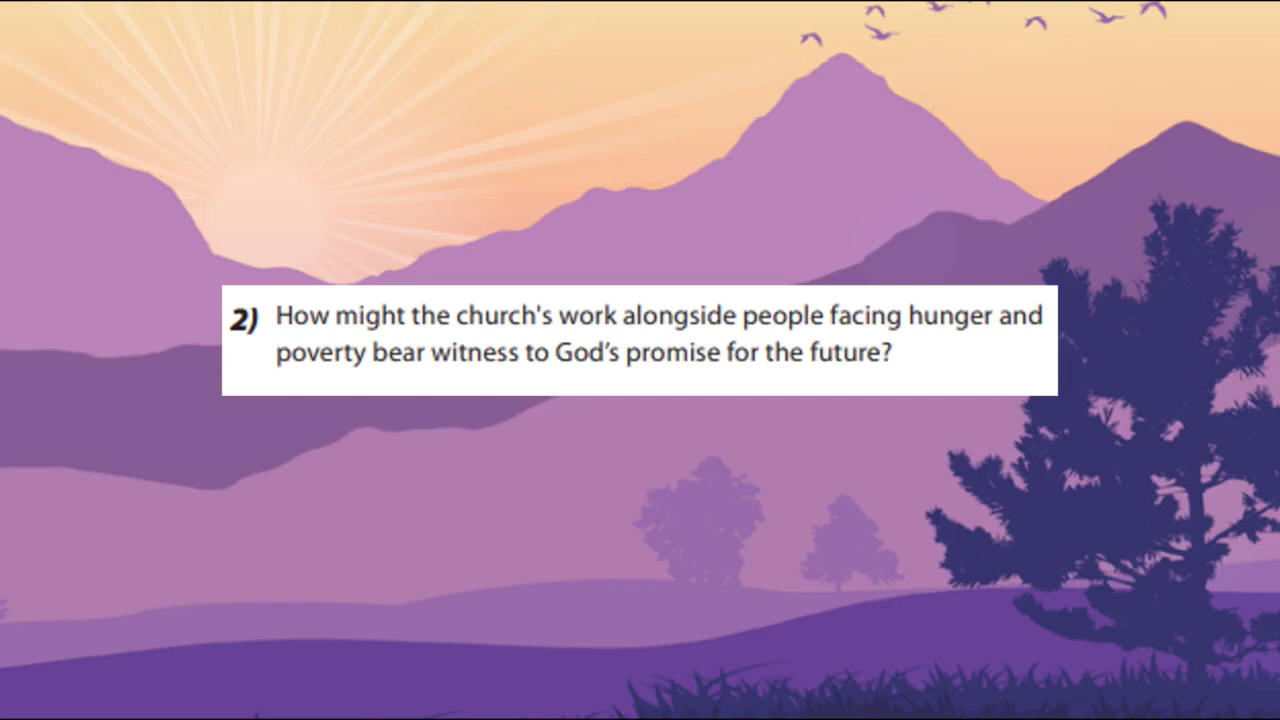 2) How might the church's work alongside people facing hunger and
poverty bear witness to God’s promise for the future?